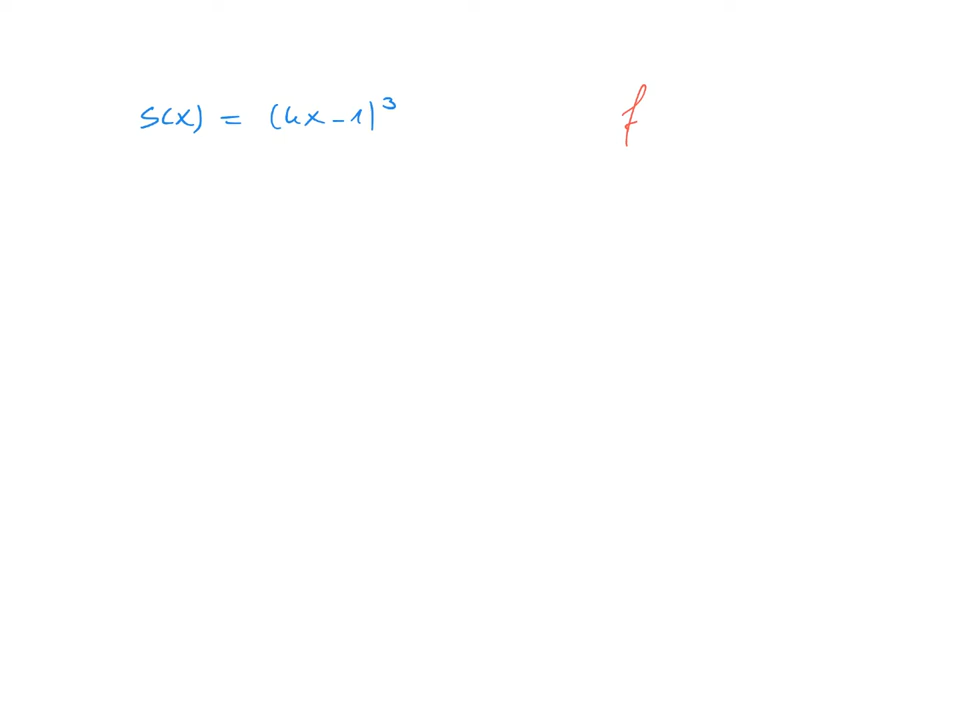 S(x) = (4x - 1)³ f